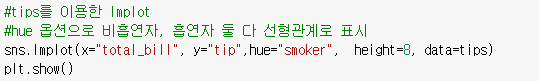 #tips를 이용한 lmplot
#hue 옵션으로 비흡연자, 흡연자 둘 다 선형관계로 표시
sns.lmplot(x="total_bill", y="tip",hue="smoker",  height=8, data=tips)
plt.show()